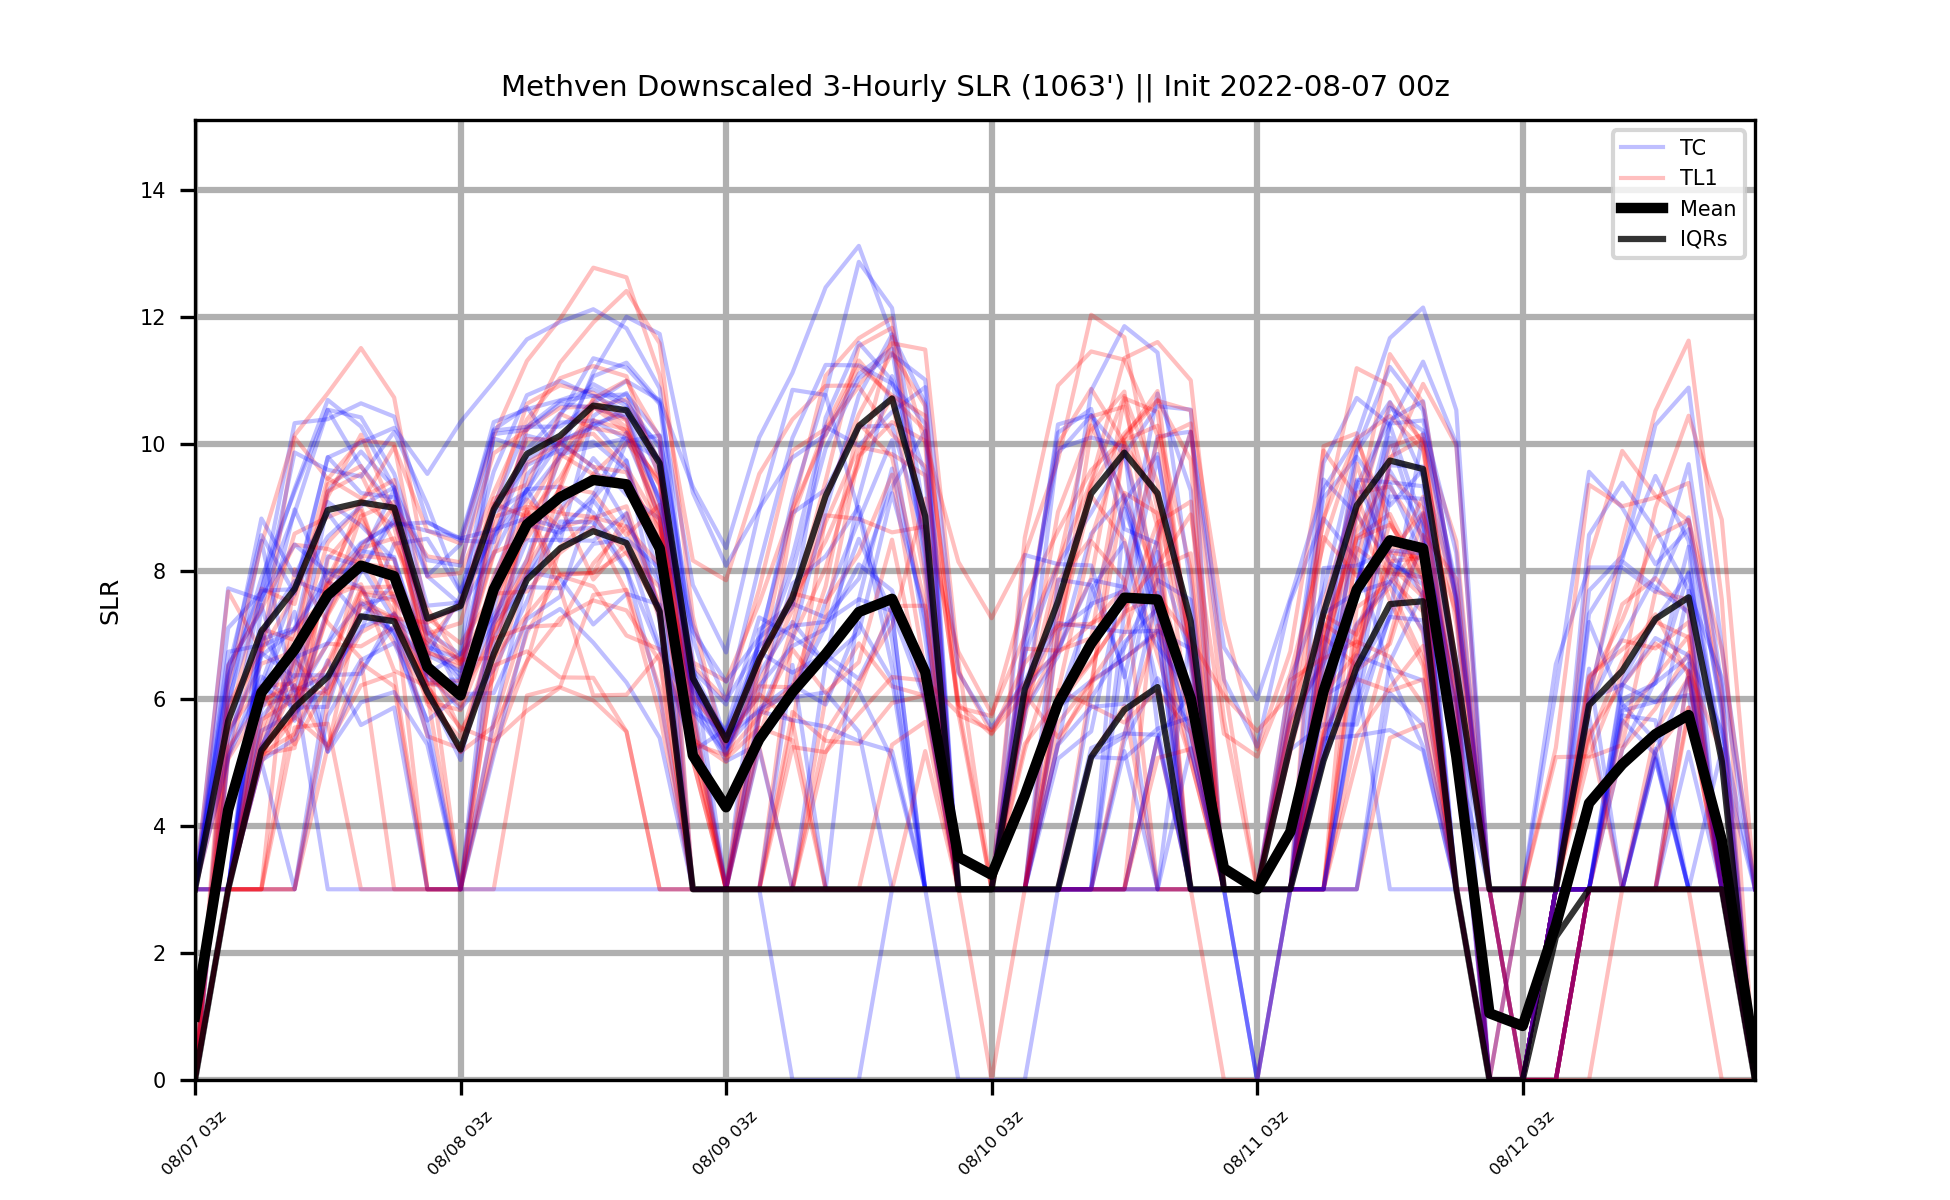 Methven Downscaled 3-Hourly SLR (1063') || Init 2022-08-07 00z
TC
TL1
Mean
IQRs
SLR
14
12
10
8
6
4
2
0
08/07 03z
08/08 03z
08/09 03z
08/10 03z
08/11 03z
08/12 03z